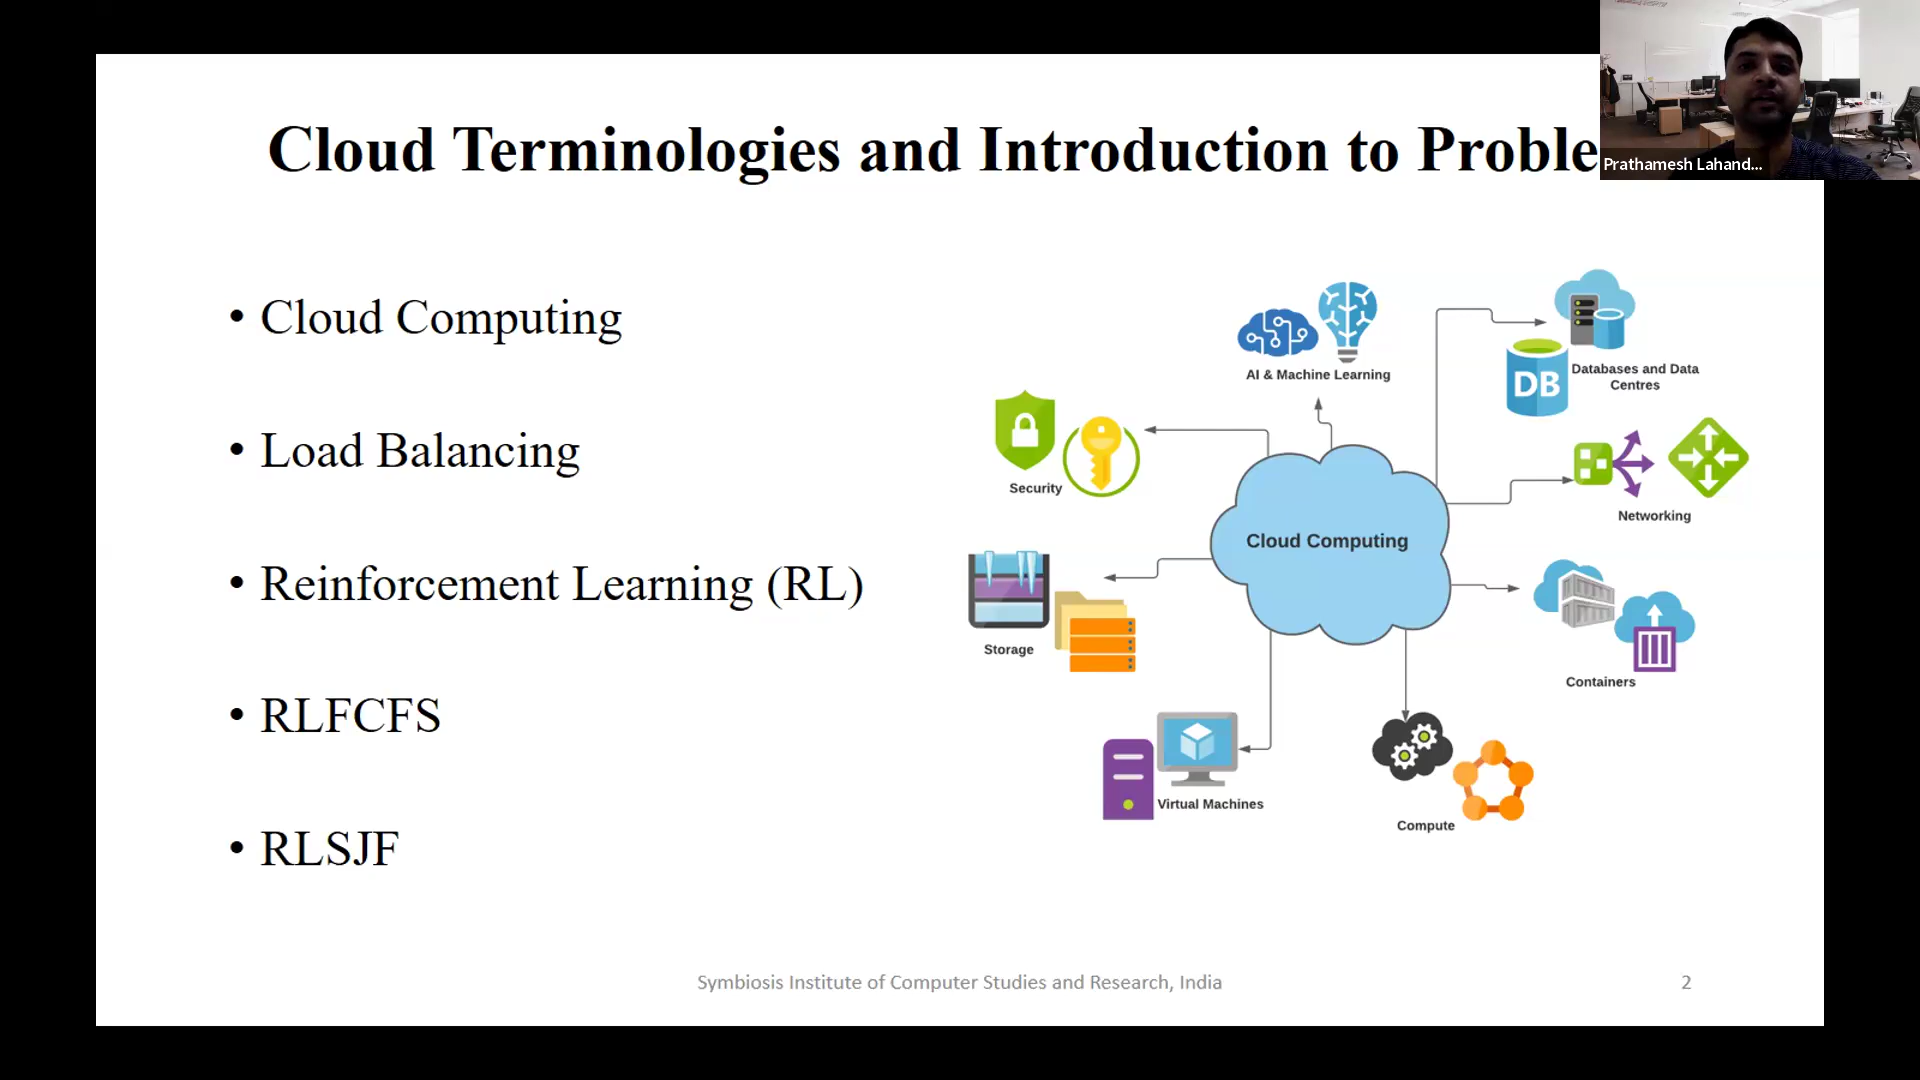 Cloud Terminologies and Introduction to Proble
Prathamesh Lahand...
• Cloud Computing
• Load Balancing
• Reinforcement Learning (RL)
• RLFCFS
• RLSJF
AI & Machine Learning
DB
Databases and Data
Centres
Security
Networking
Cloud Computing
Storage
Containers
Virtual Machines
Compute
Symbiosis Institute of Computer Studies and Research, India
2